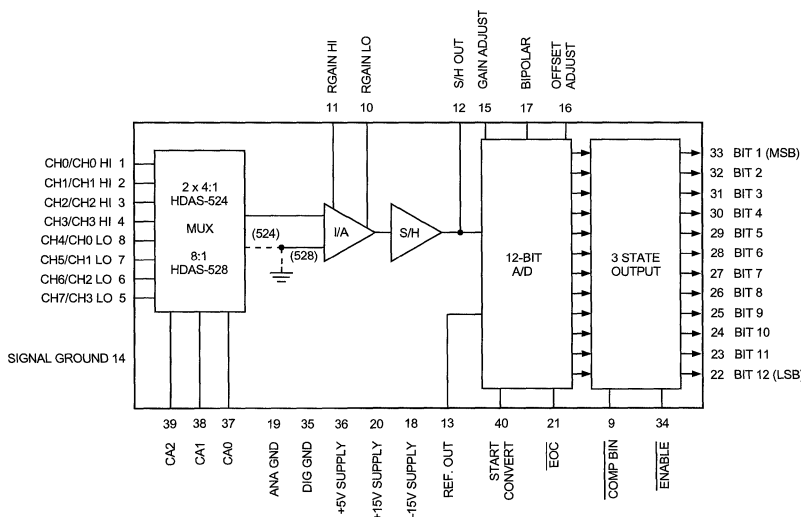 RGAIN HI
RGAIN LO
S/H OUT
GAIN ADJUST
BIPOLAR
OFFSET
ADJUST
11
10
12
15
17
16
CH0/CH0 HI 1
CH1/CH1 HI 2
CH2/CH2 HI 3
CH3/CH3 HI 4
CH4/CH0 LO 8
CH5/CH1 LO 7
CH6/CH2 LO 6
CH7/CH3 LO 5
SIGNAL GROUND 14
2 x 4:1
HDAS-524
MUX
8:1
HDAS-528
(524)
(528)
I/A
S/H
12-BIT
A/D
3 STATE
OUTPUT
33 BIT 1 (MSB)
32 BIT 2
31 BIT 3
30 BIT 4
29 BIT 5
28 BIT 6
27 BIT 7
26 BIT 8
25 BIT 9
24 BIT 10
23 BIT 11
22 BIT 12 (LSB)
39
38
37
19
35
36
20
18
13
40
21
9
34
CA2
CA1
CA0
ANA GND
DIG GND
+5V SUPPLY
+15V SUPPLY
-15V SUPPLY
REF. OUT
START
CONVERT
EOC
COMP BIN
ENABLE